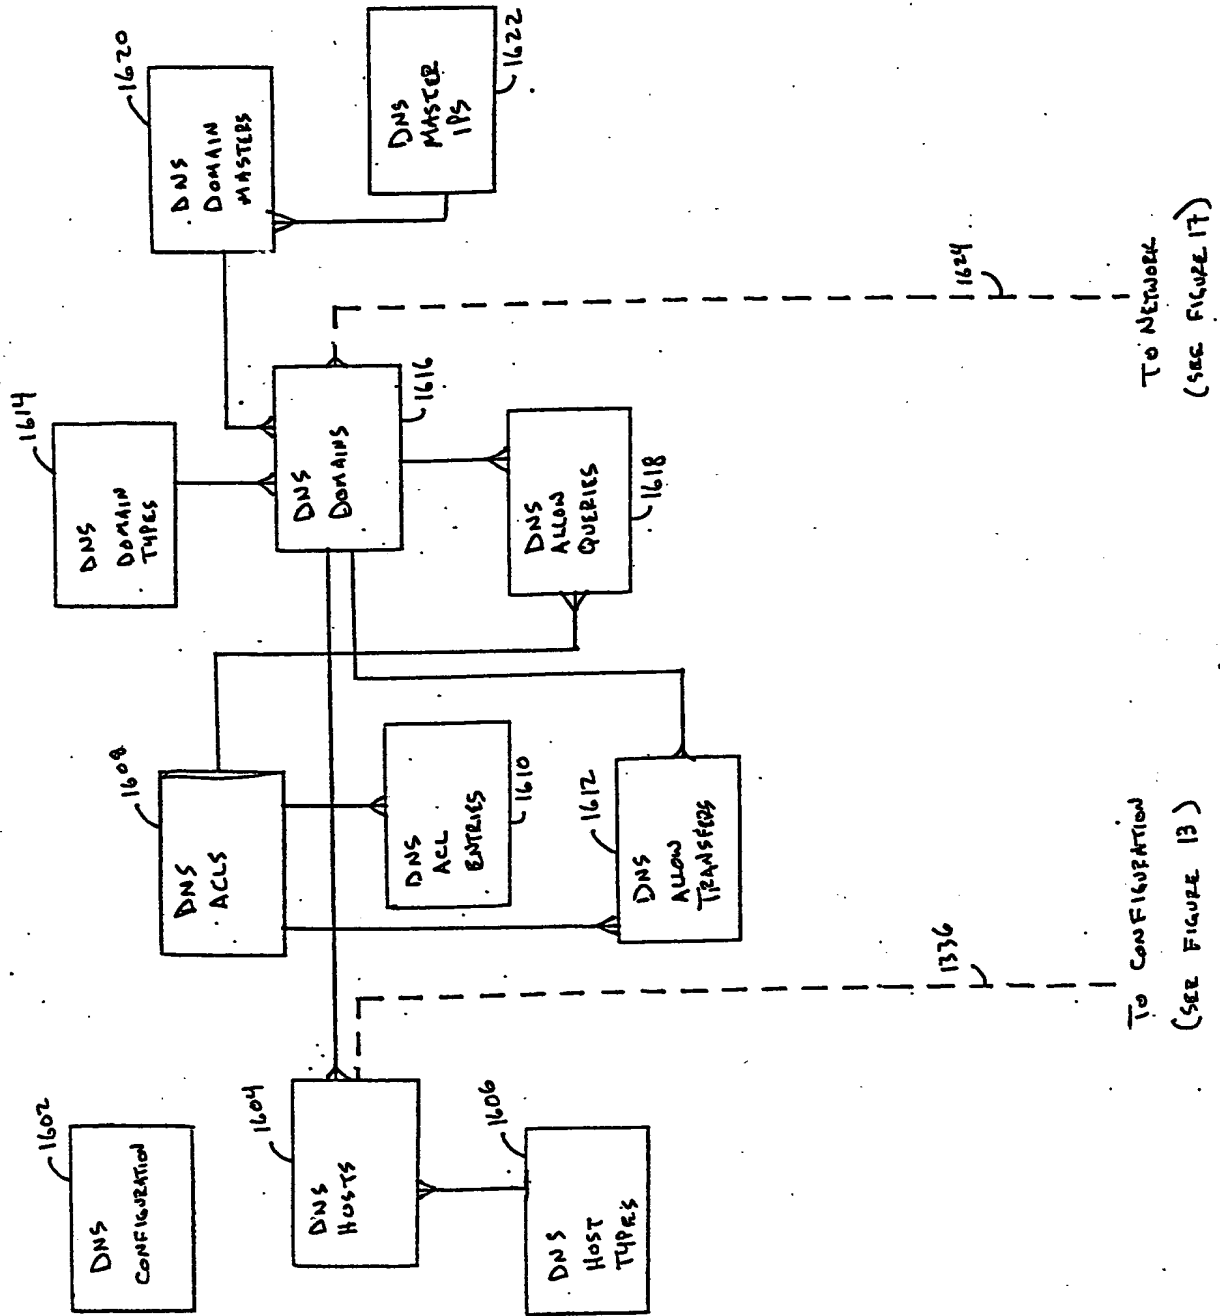 1602
DNS
CONFIGURATION
1604
DNS
HOSTS
1606
DNS
HOST
TYPES
1608
DNS
ACLS
1610
DNS
ACL
ENTRIES
1612
DNS
ALLOW
TRANSFERS
1614
DNS
DOMAIN
TYPES
1616
DNS
DOMAINS
1618
DNS
ALLOW
QUERIES
1620
DNS
DOMAIN
MASTERS
1622
DNS
MASTER
IPS
1336
TO CONFIGURATION
(SEE FIGURE 13)
1624
TO NETWORK
(SEE FIGURE 17)